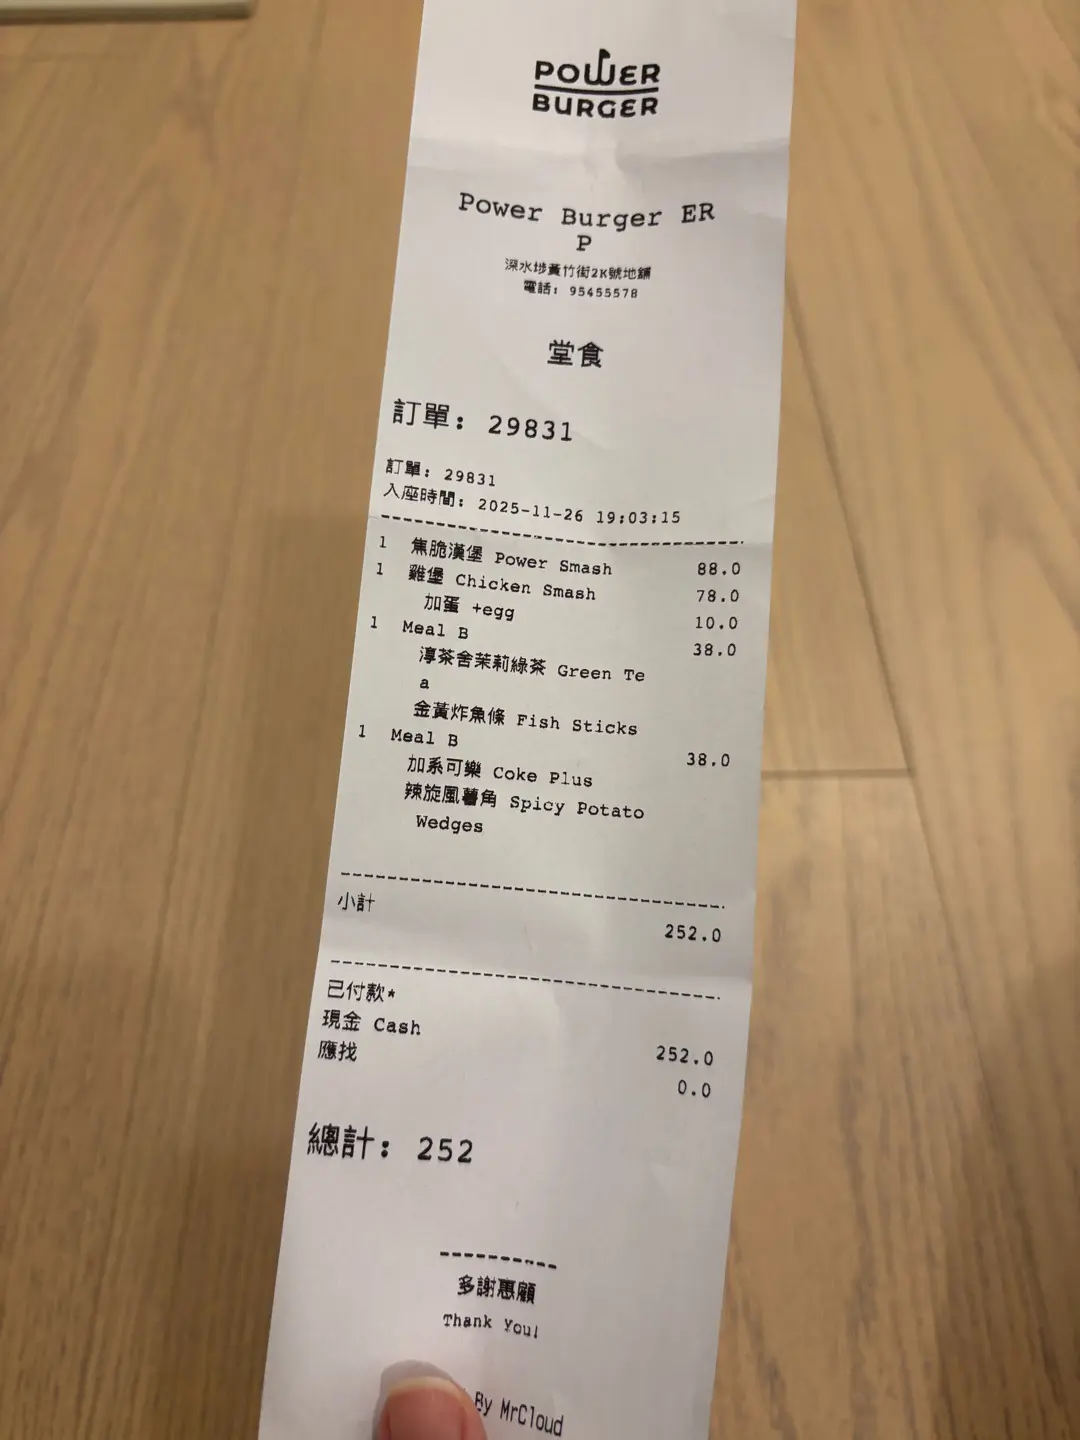 POWER
BURGER
Power Burger ER
P
深水埗黃竹街2K號地舖
電話: 95455578
堂食
訂單: 29831
訂單: 29831
入座時間: 2025-11-26 19:03:15
1 焦脆漢堡 Power Smash 88.0
1 雞堡 Chicken Smash 78.0
加蛋 +egg 10.0
1 Meal B 38.0
淳茶舍茉莉綠茶 Green Te
a
金黃炸魚條 Fish Sticks
1 Meal B 38.0
加系可樂 Coke Plus
辣旋風薯角 Spicy Potato
Wedges
小計 252.0
已付款*
現金 Cash 252.0
應找 0.0
總計: 252
多謝惠顧
Thank You!
By MrCloud